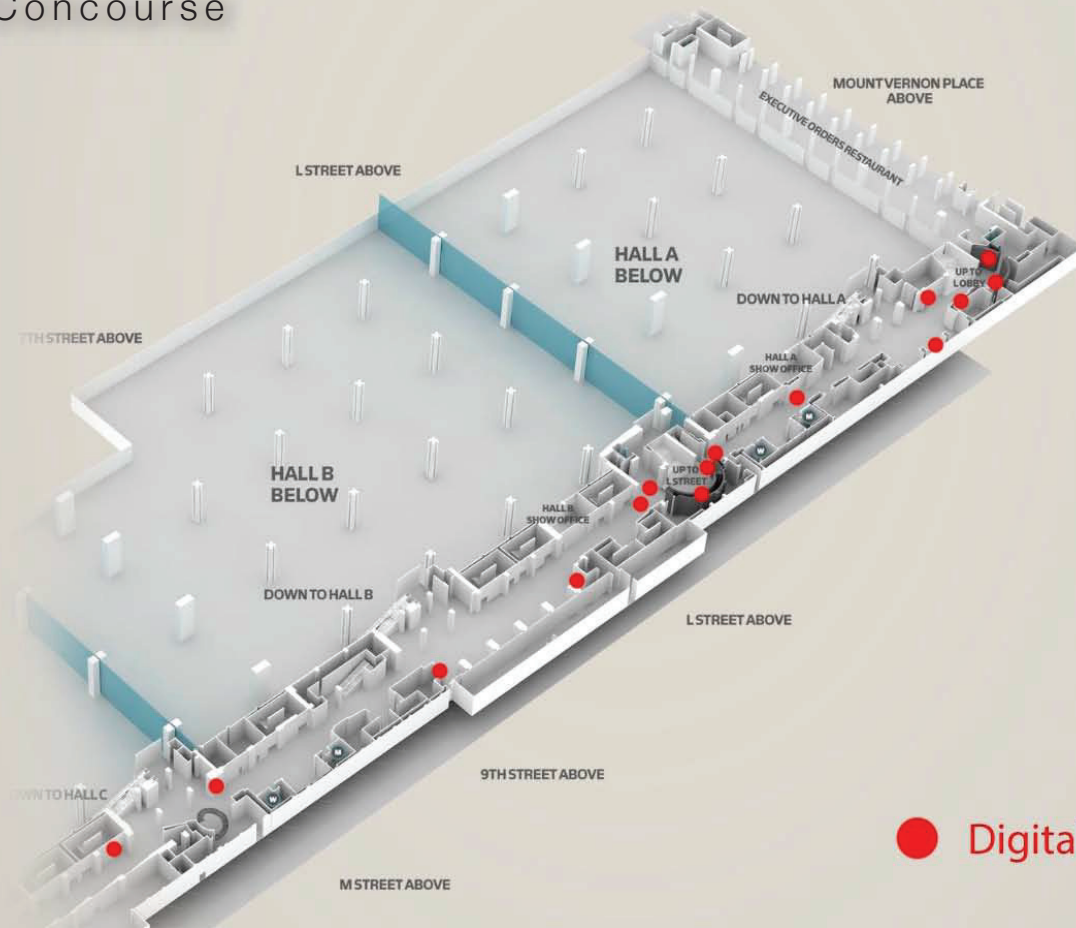 Concourse
MOUNT VERNON PLACE
ABOVE
EXECUTIVE ORDERS RESTAURANT
L STREET ABOVE
HALL A
BELOW
UP TO
LOBBY
DOWN TO HALL A
7TH STREET ABOVE
HALL A
SHOW OFFICE
M
W
UP TO
L STREET
HALL B
BELOW
HALL B
SHOW OFFICE
DOWN TO HALL B
L STREET ABOVE
M
9TH STREET ABOVE
W
OWN TO HALL C
Digita
M STREET ABOVE